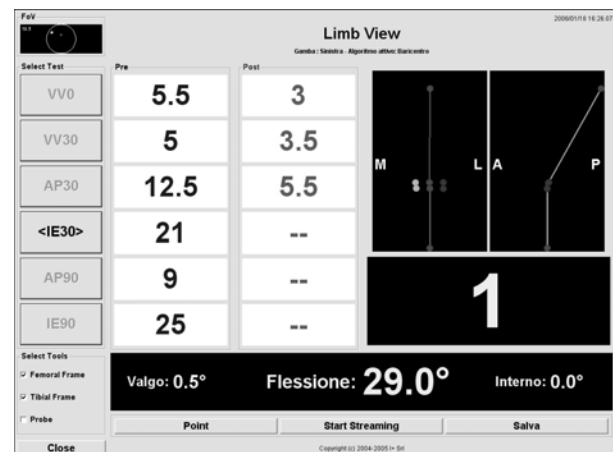 FoV
2006/01/18 16:26:07
Limb View
Gamba : Sinistra - Algoritmo attivo: Baricentro
Select Test
Pre
Post
VV0
5.5
3
VV30
5
3.5
AP30
12.5
5.5
M
L
A
P
<IE30>
21
--
AP90
9
--
1
IE90
25
--
Select Tools
Femoral Frame
Tibial Frame
Probe
Valgo: 0.5°
Flessione: 29.0°
Interno: 0.0°
Point
Start Streaming
Salva
Close
Copyright (c) 2004-2005 I+ Srl